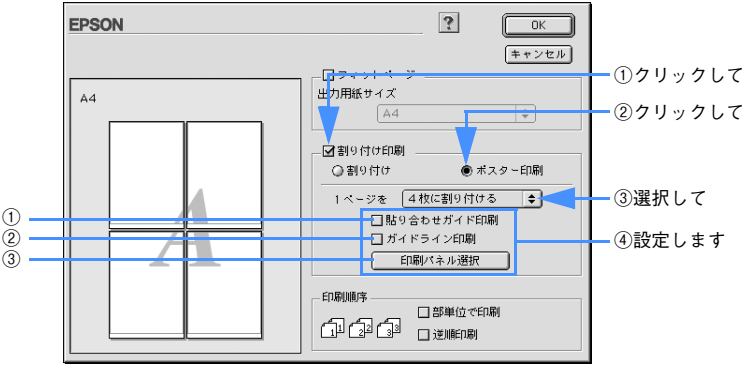 EPSON
?
OK
キャンセル
フィットページ
出力用紙サイズ
A4
A4
A
割り付け印刷
割り付け
ポスター印刷
1ページを
4枚に割り付ける
貼り合わせガイド印刷
ガイドライン印刷
印刷パネル選択
印刷順序
1 1 2 2 3 3
部単位で印刷
逆順印刷
①クリックして
②クリックして
③選択して
④設定します
①
②
③